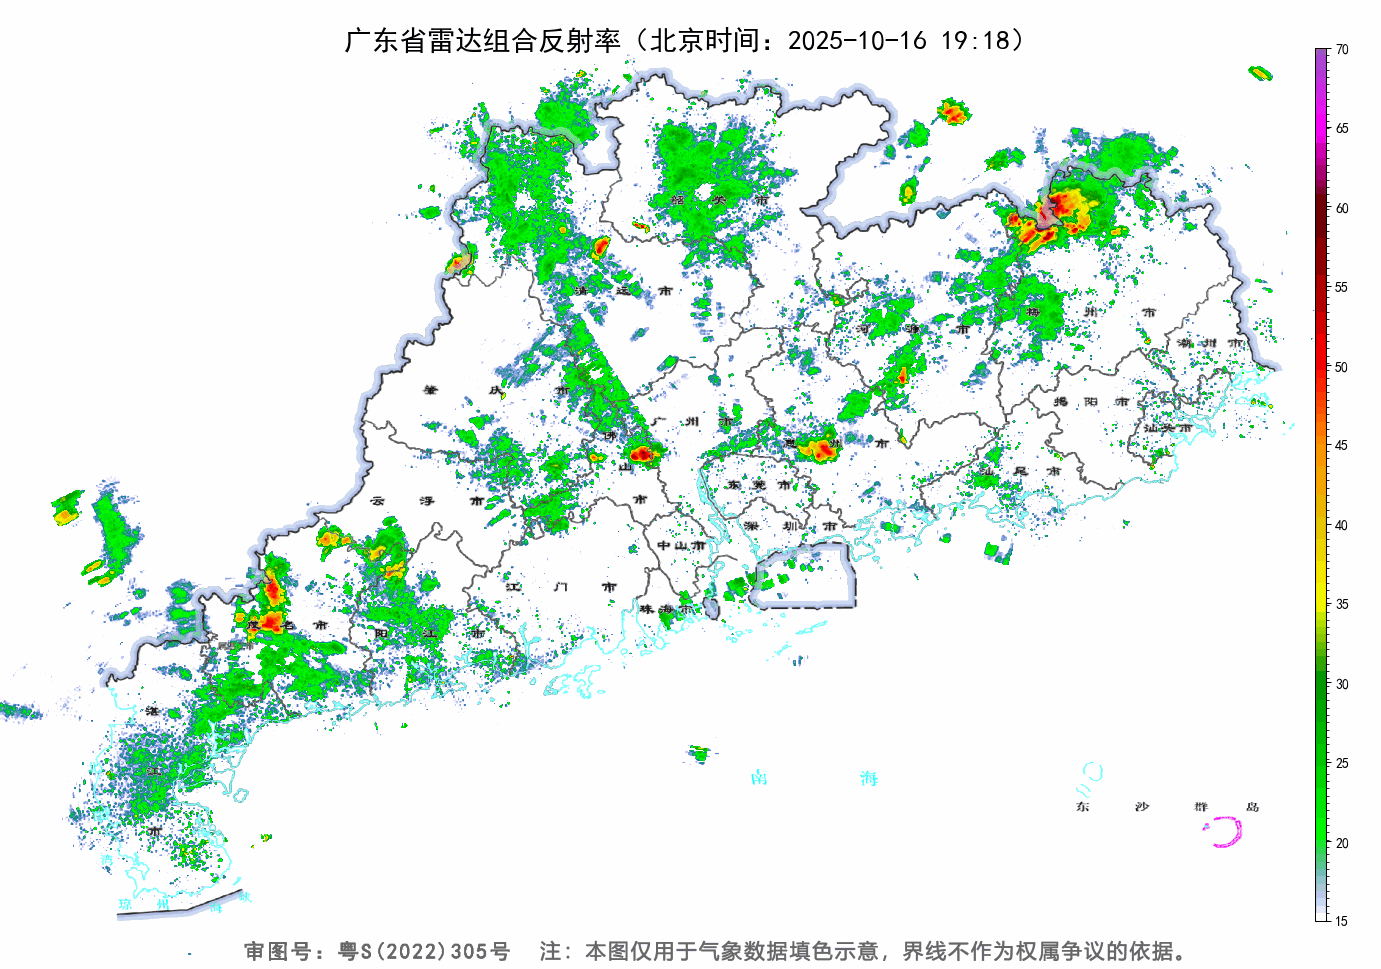 广东省雷达组合反射率（北京时间：2025-10-16 19:18）
70
65
60
55
50
45
40
35
30
25
20
15
韶 关 市
清 远 市
河 源 市
梅 州 市
潮 州 市
肇 庆 市
广 州 市
佛 山 市
惠 州 市
揭 阳 市
汕头市
汕 尾 市
东 莞 市
云 浮 市
深 圳 市
中山市
江 门 市
珠海市
茂 名 市
阳 江 市
湛 江 市
南 海
东 沙 群 岛
琼 州 海 峡
湾
审图号：粤S(2022)305号 注：本图仅用于气象数据填色示意，界线不作为权属争议的依据。